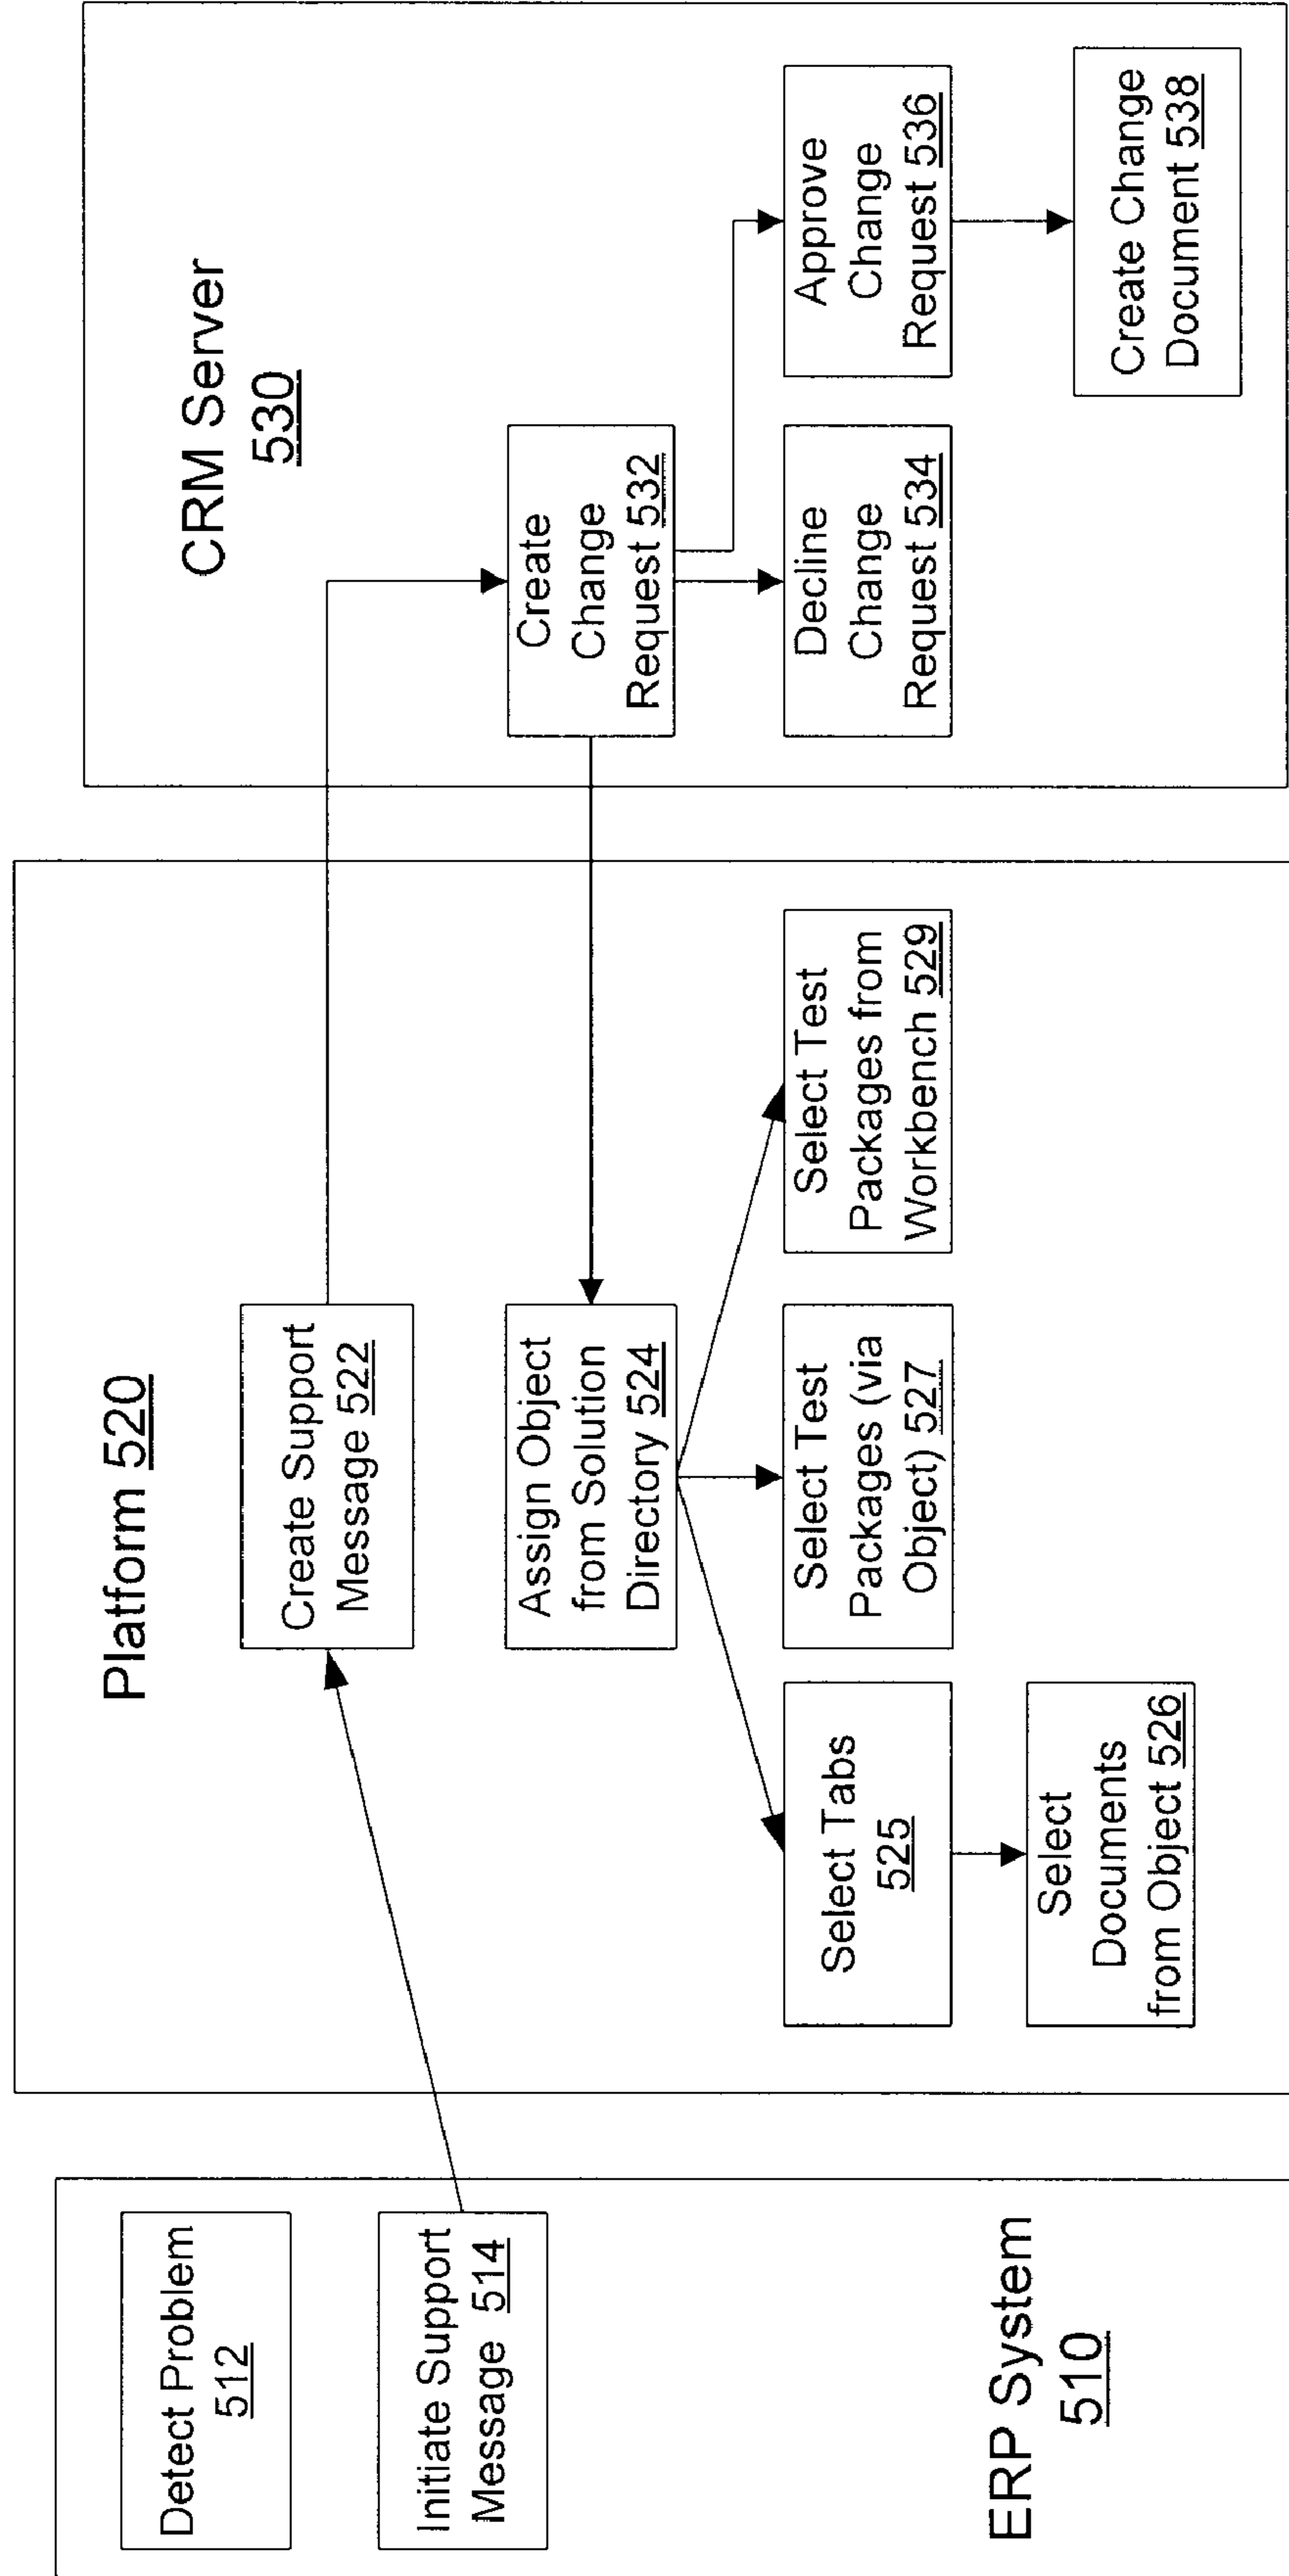 Detect Problem
512
Initiate Support
Message 514
ERP System
510
Platform 520
Create Support
Message 522
Assign Object
from Solution
Directory 524
Select Tabs
525
Select
Documents
from Object 526
Select Test
Packages (via
Object) 527
Select Test
Packages from
Workbench 529
CRM Server
530
Create
Change
Request 532
Decline
Change
Request 534
Approve
Change
Request 536
Create Change
Document 538